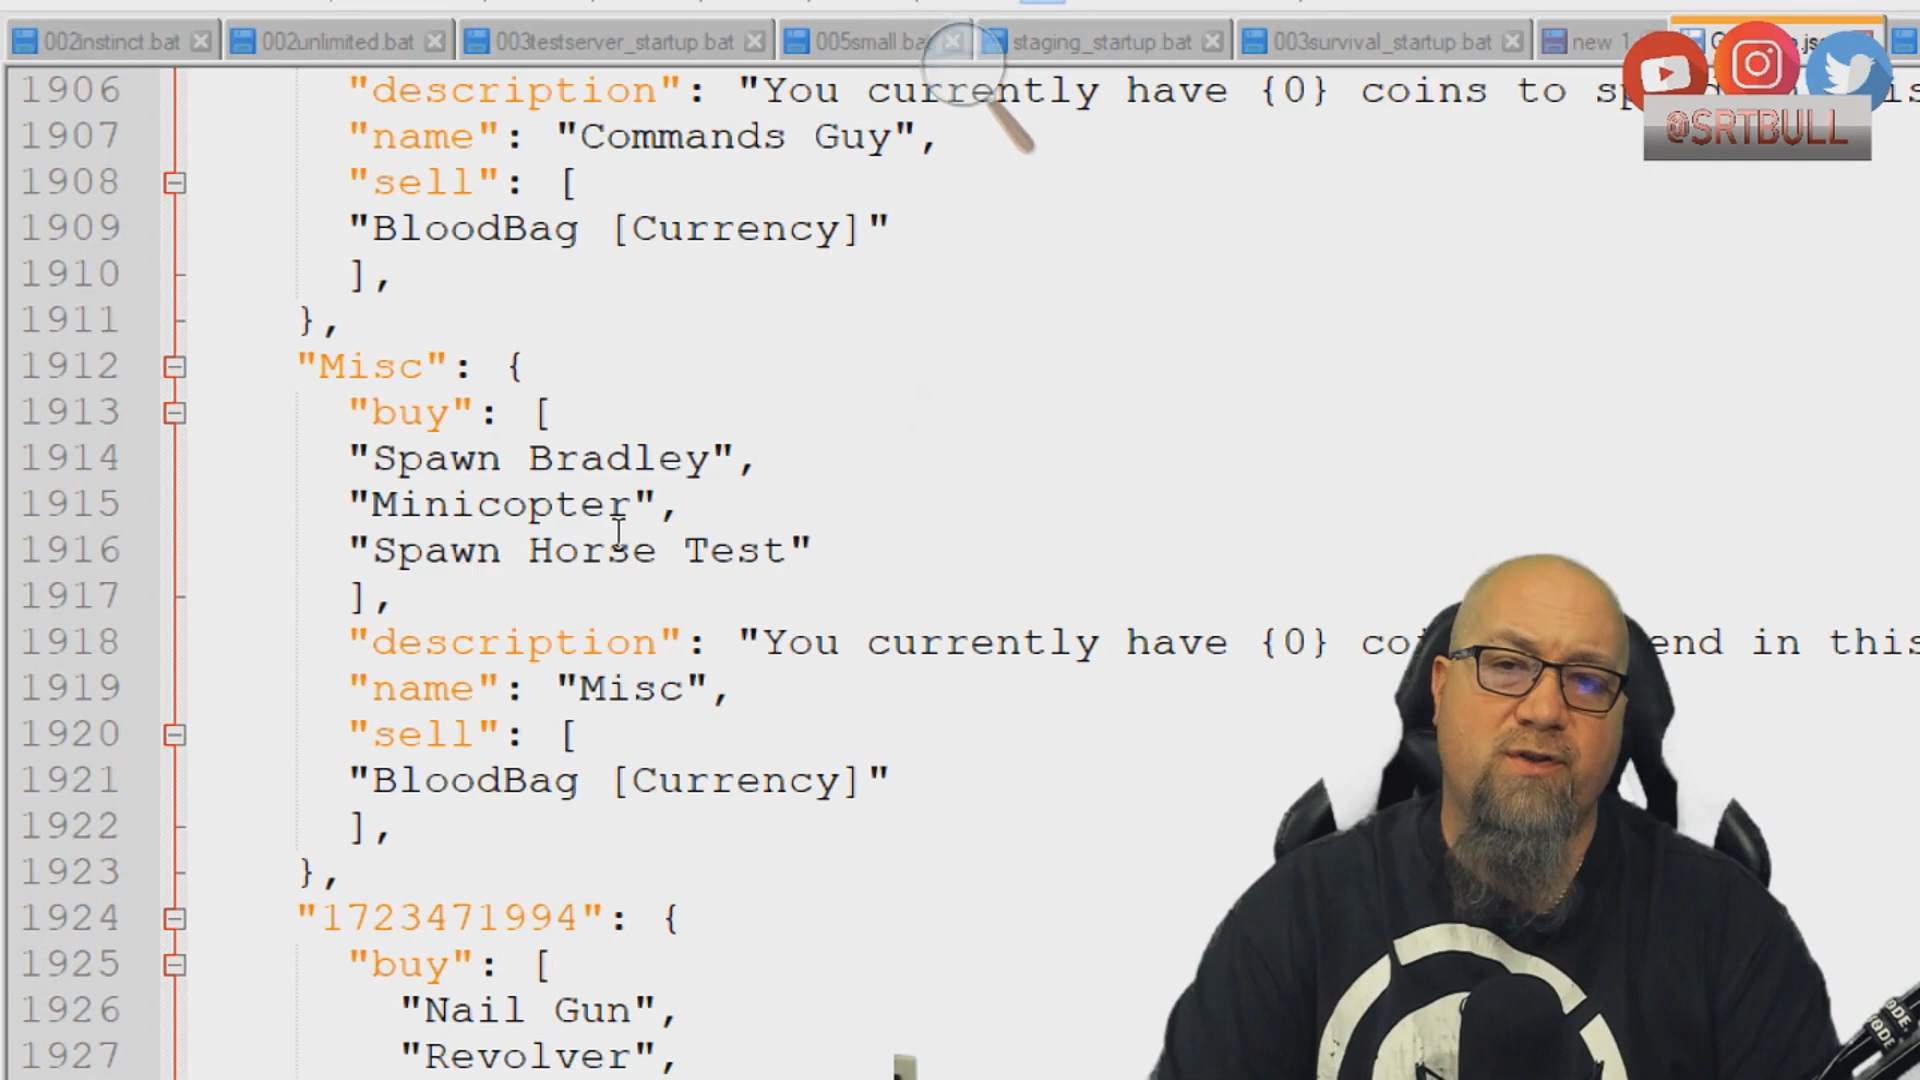 002instinct.bat 002unlimited.bat 003testserver_startup.bat 005small.bat staging_startup.bat 003survival_startup.bat new 1
@SRTBULL
1906 "description": "You currently have {0} coins to
1907 "name": "Commands Guy",
1908 "sell": [
1909 "BloodBag [Currency]"
1910 ],
1911 },
1912 "Misc": {
1913 "buy": [
1914 "Spawn Bradley",
1915 "Minicopter",
1916 "Spawn Horse Test"
1917 ],
1918 "description": "You currently have {0} in this
1919 "name": "Misc",
1920 "sell": [
1921 "BloodBag [Currency]"
1922 ],
1923 },
1924 "1723471994": {
1925 "buy": [
1926 "Nail Gun",
1927 "Revolver",